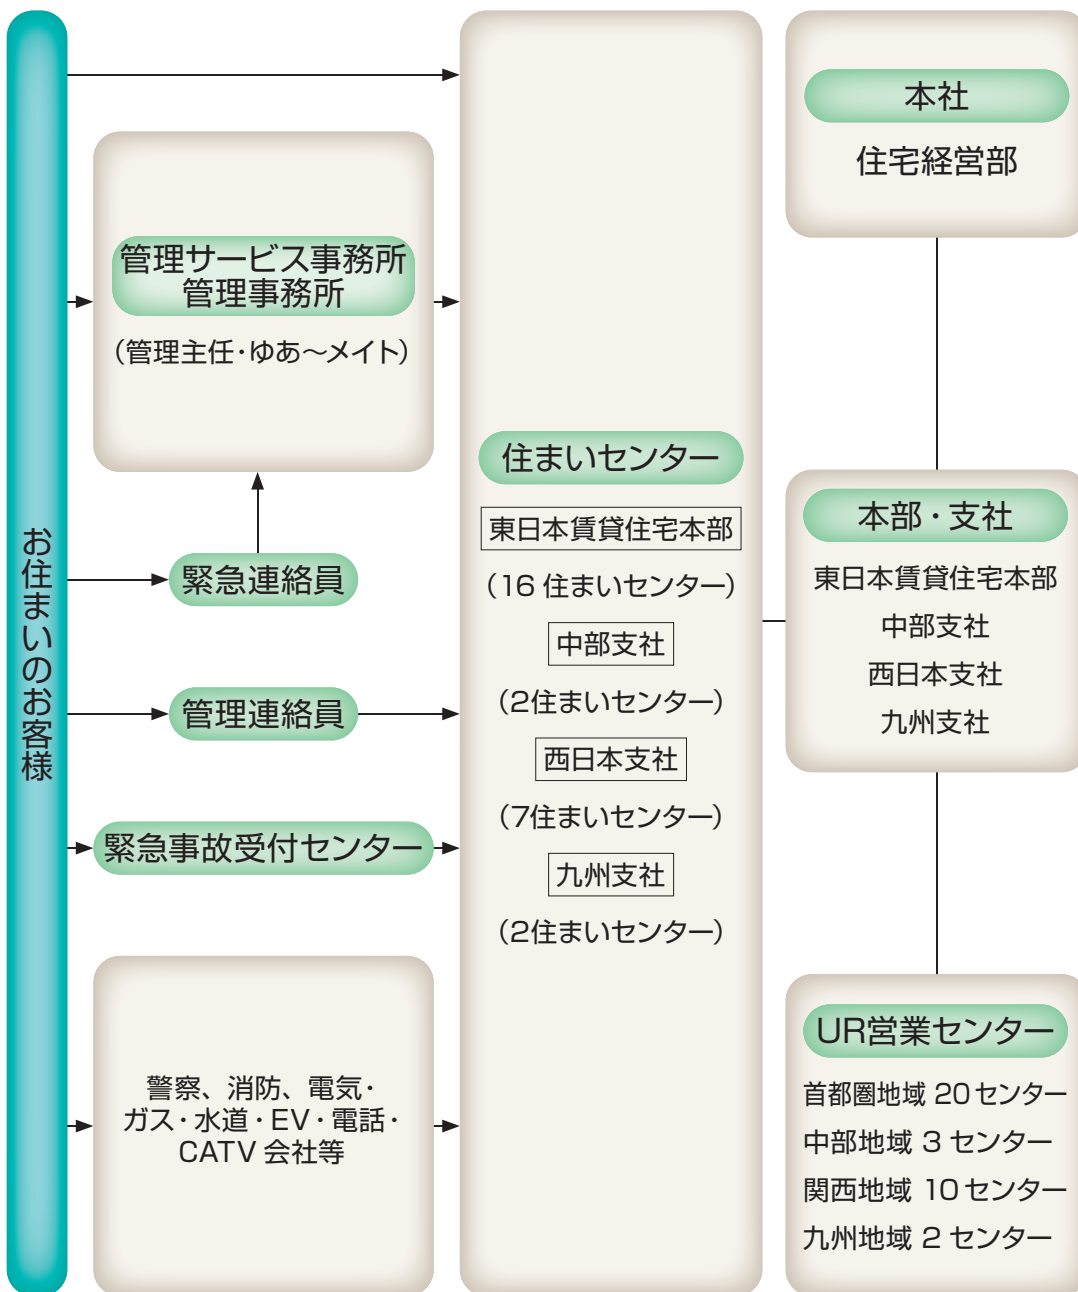 お住まいのお客様
管理サービス事務所
管理事務所
（管理主任・ゆあ～メイト）
緊急連絡員
管理連絡員
緊急事故受付センター
警察、消防、電気・
ガス・水道・EV・電話・
CATV 会社等
住まいセンター
東日本賃貸住宅本部
（16 住まいセンター）
中部支社
（2住まいセンター）
西日本支社
（7住まいセンター）
九州支社
（2住まいセンター）
本社
住宅経営部
本部・支社
東日本賃貸住宅本部
中部支社
西日本支社
九州支社
UR営業センター
首都圏地域 20 センター
中部地域 3 センター
関西地域 10 センター
九州地域 2 センター